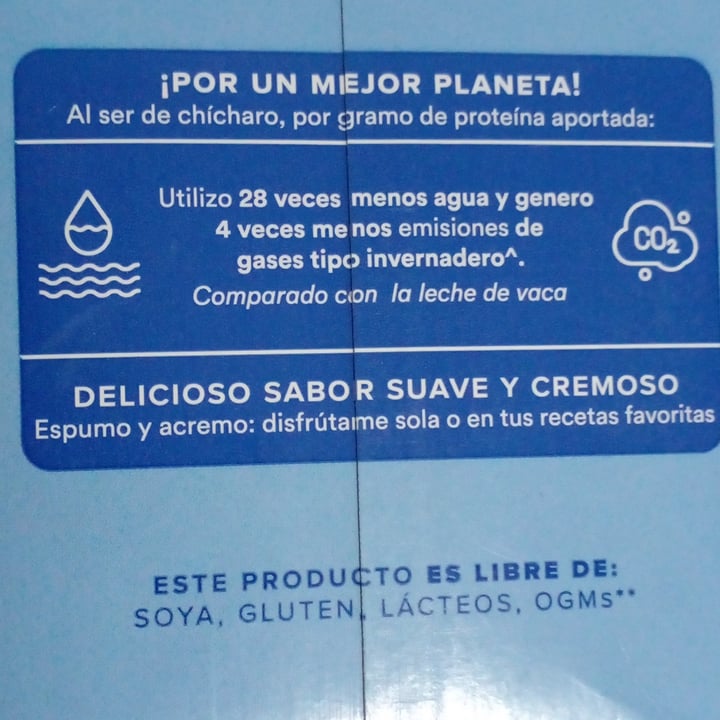 ¡POR UN MEJOR PLANETA!
Al ser de chícharo, por gramo de proteína aportada:
Utilizo 28 veces menos agua y genero
4 veces menos emisiones de
gases tipo invernadero^.
CO₂
Comparado con la leche de vaca
DELICIOSO SABOR SUAVE Y CREMOSO
Espumo y acremo: disfrútame sola o en tus recetas favoritas
ESTE PRODUCTO ES LIBRE DE:
SOYA, GLUTEN, LÁCTEOS, OGMs**